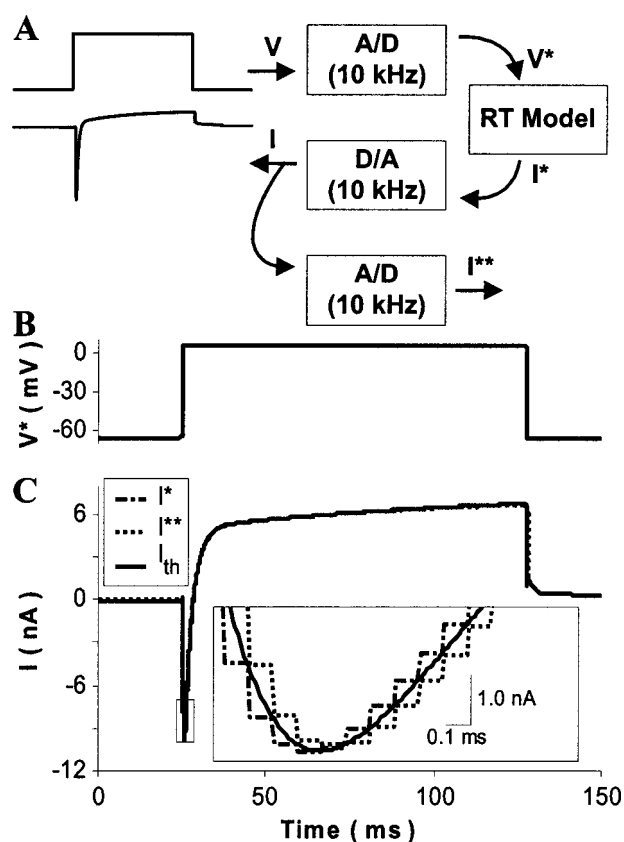 A
V
A/D
(10 kHz)
V*
RT Model
I
D/A
(10 kHz)
I*
A/D
(10 kHz)
I**
B
V* ( mV )
0
-30
-60
C
I*
I**
I_th
I ( nA )
6
0
-6
-12
1.0 nA
0.1 ms
0
50
100
150
Time ( ms )